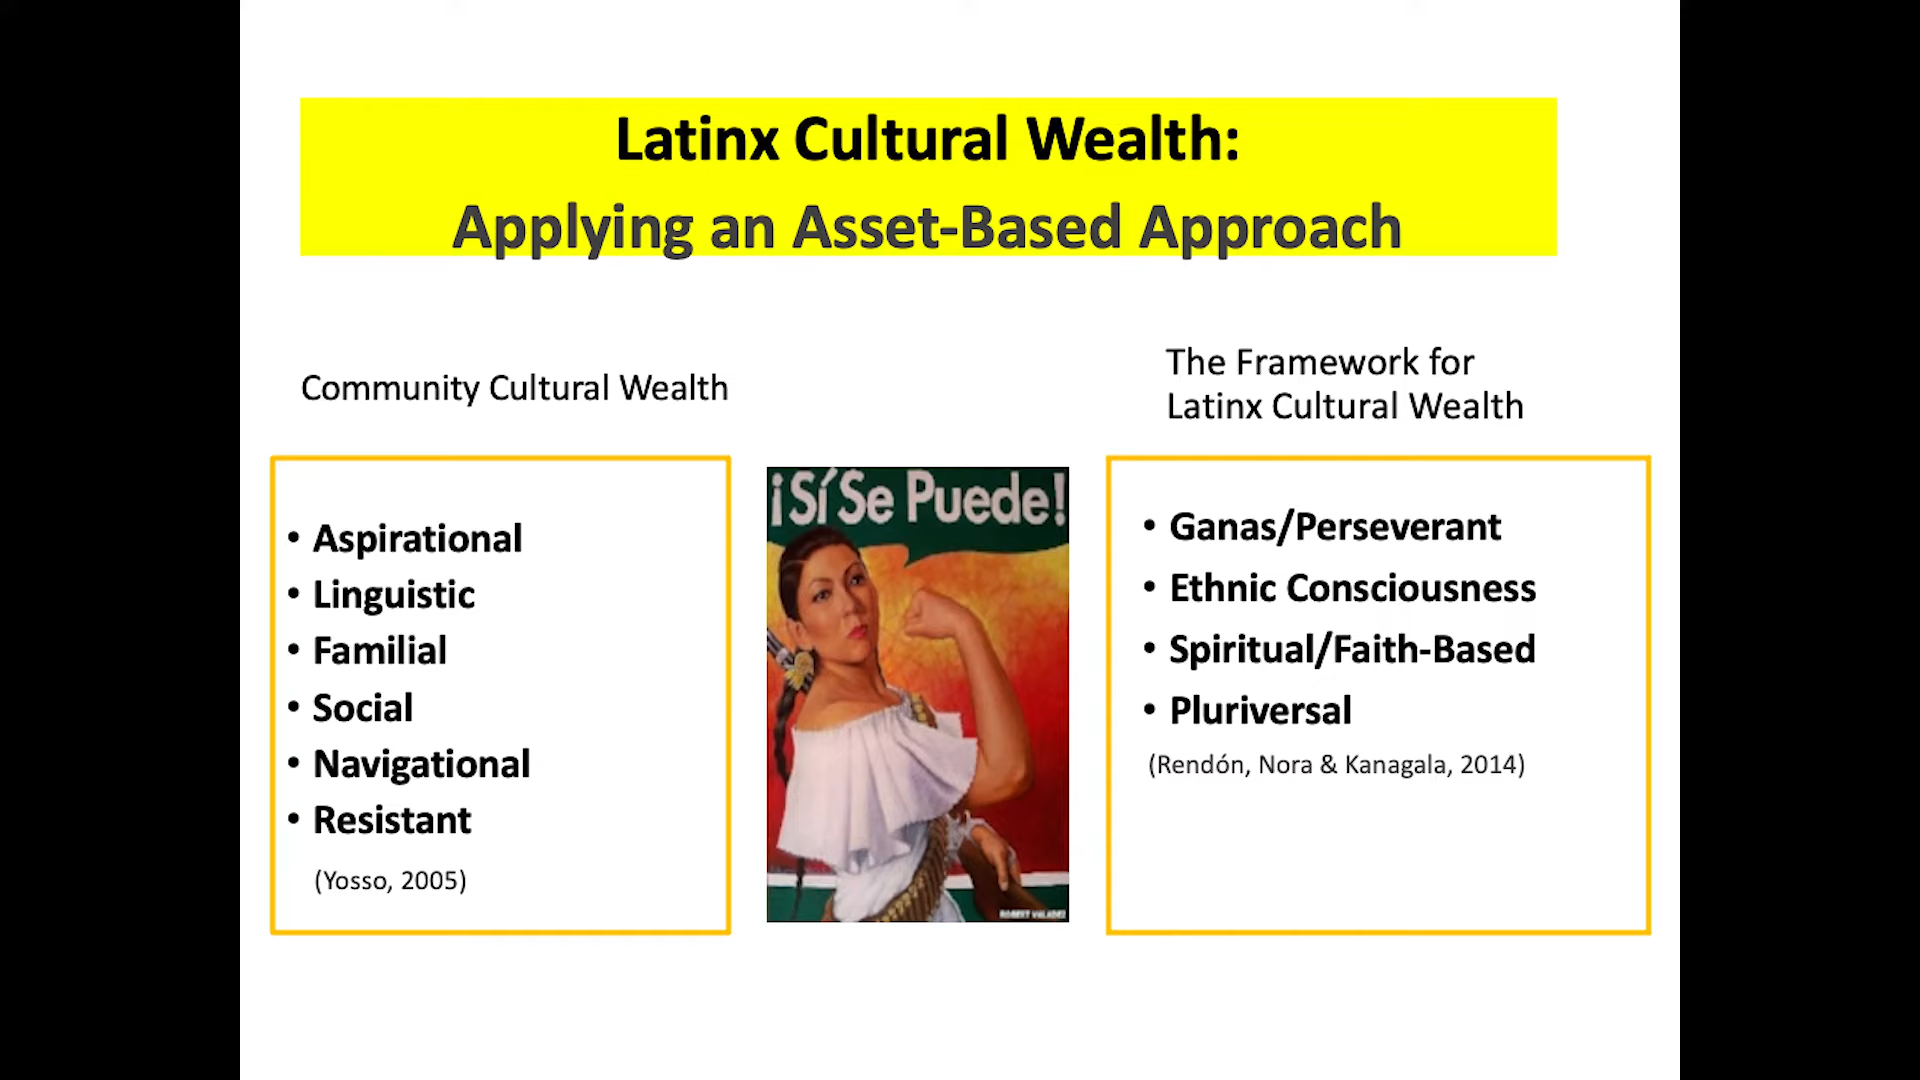 Latinx Cultural Wealth:
Applying an Asset-Based Approach
Community Cultural Wealth
• Aspirational
• Linguistic
• Familial
• Social
• Navigational
• Resistant
(Yosso, 2005)
¡Sí Se Puede!
ROBERT VALADEZ
The Framework for
Latinx Cultural Wealth
• Ganas/Perseverant
• Ethnic Consciousness
• Spiritual/Faith-Based
• Pluriversal
(Rendón, Nora & Kanagala, 2014)